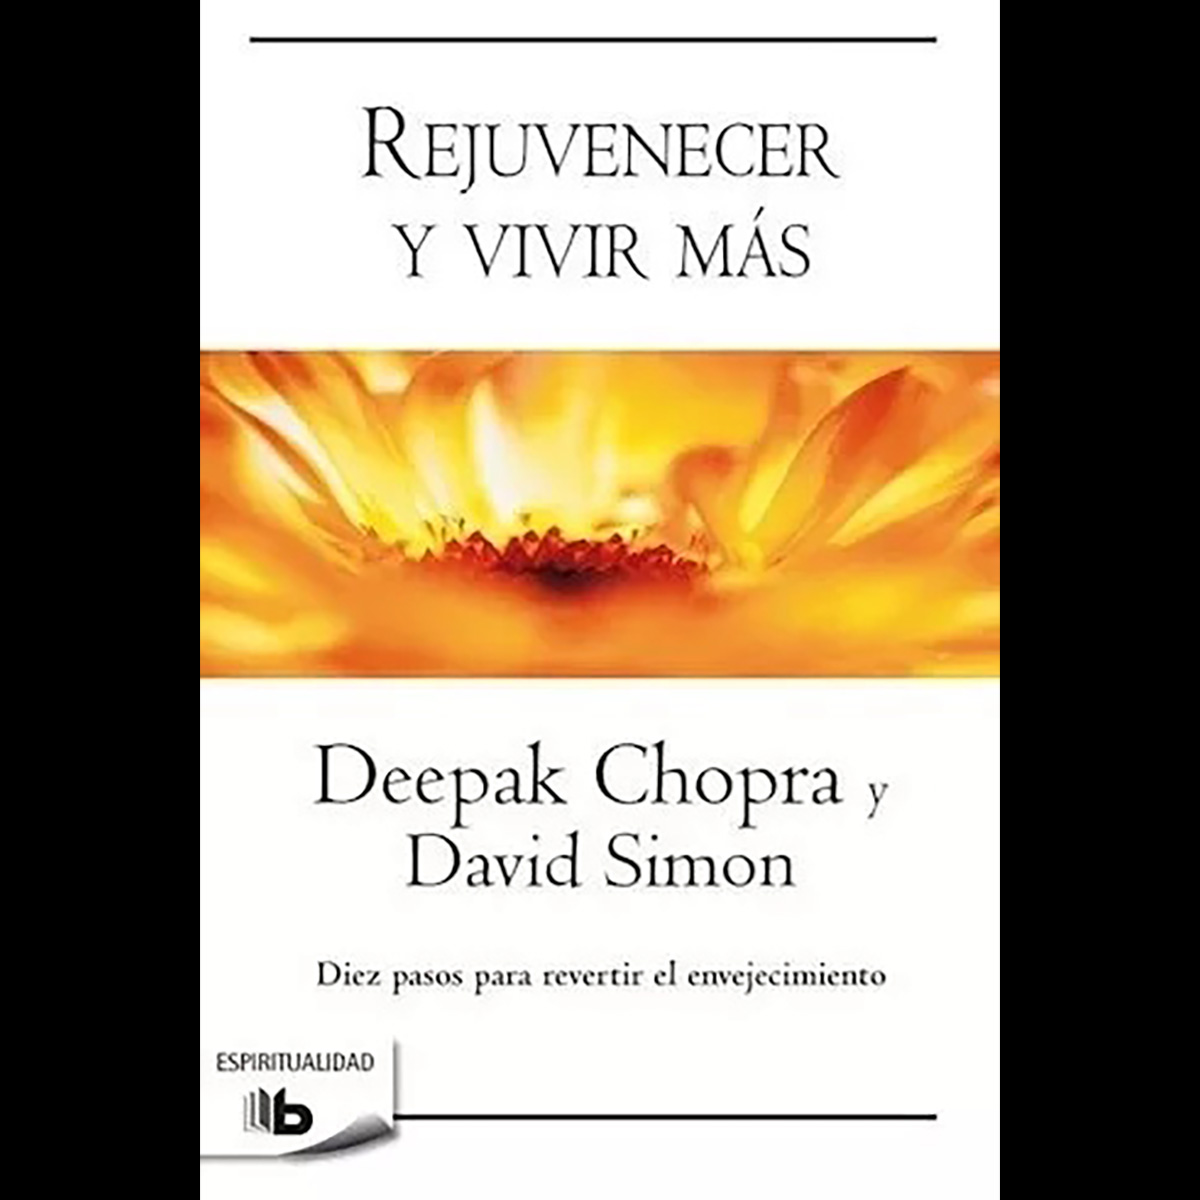 REJUVENECER
Y VIVIR MÁS
Deepak Chopra y
David Simon
Diez pasos para revertir el envejecimiento
ESPIRITUALIDAD
b